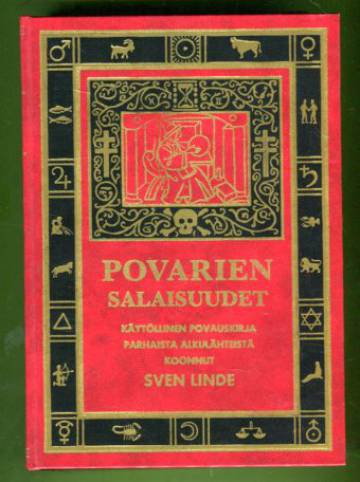 POVARIEN
SALAISUUDET
KÄYTÖLLINEN POVAUSKIRJA
PARHAISTA ALKULÄHTEISTÄ
KOONNUT
SVEN LINDE